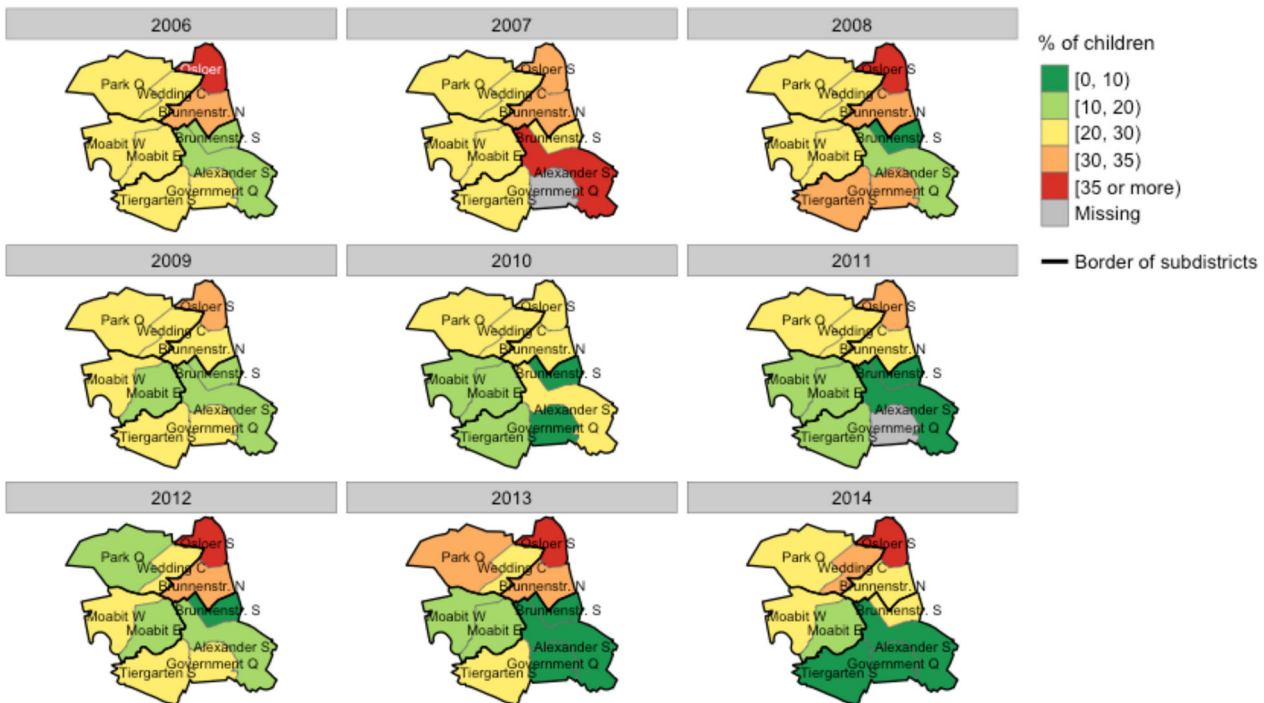 2006
2007
2008
% of children
[0, 10)
[10, 20)
[20, 30)
[30, 35)
[35 or more)
Missing
Border of subdistricts
Osloer
Park Q
Wedding C
Brunnenstr. N
Brunnenstr. S
Moabit W
Moabit E
Alexander S
Government Q
Tiergarten S
Osloer S
Park Q
Wedding C
Brunnenstr. N
Brunnenstr. S
Moabit W
Moabit E
Alexander S
Government Q
Tiergarten S
Osloer S
Park Q
Wedding C
Brunnenstr. N
Brunnenstr. S
Moabit W
Moabit E
Alexander S
Government Q
Tiergarten S
2009
2010
2011
Osloer S
Park Q
Wedding C
Brunnenstr. N
Brunnenstr. S
Moabit W
Moabit E
Alexander S
Government Q
Tiergarten S
Osloer S
Park Q
Wedding C
Brunnenstr. N
Brunnenstr. S
Moabit W
Moabit E
Alexander S
Government Q
Tiergarten S
Osloer S
Park Q
Wedding C
Brunnenstr. N
Brunnenstr. S
Moabit W
Moabit E
Alexander S
Government Q
Tiergarten S
2012
2013
2014
Osloer S
Park Q
Wedding C
Brunnenstr. N
Brunnenstr. S
Moabit W
Moabit E
Alexander S
Government Q
Tiergarten S
Osloer S
Park Q
Wedding C
Brunnenstr. N
Brunnenstr. S
Moabit W
Moabit E
Alexander S
Government Q
Tiergarten S
Osloer S
Park Q
Wedding C
Brunnenstr. N
Brunnenstr. S
Moabit W
Moabit E
Alexander S
Government Q
Tiergarten S